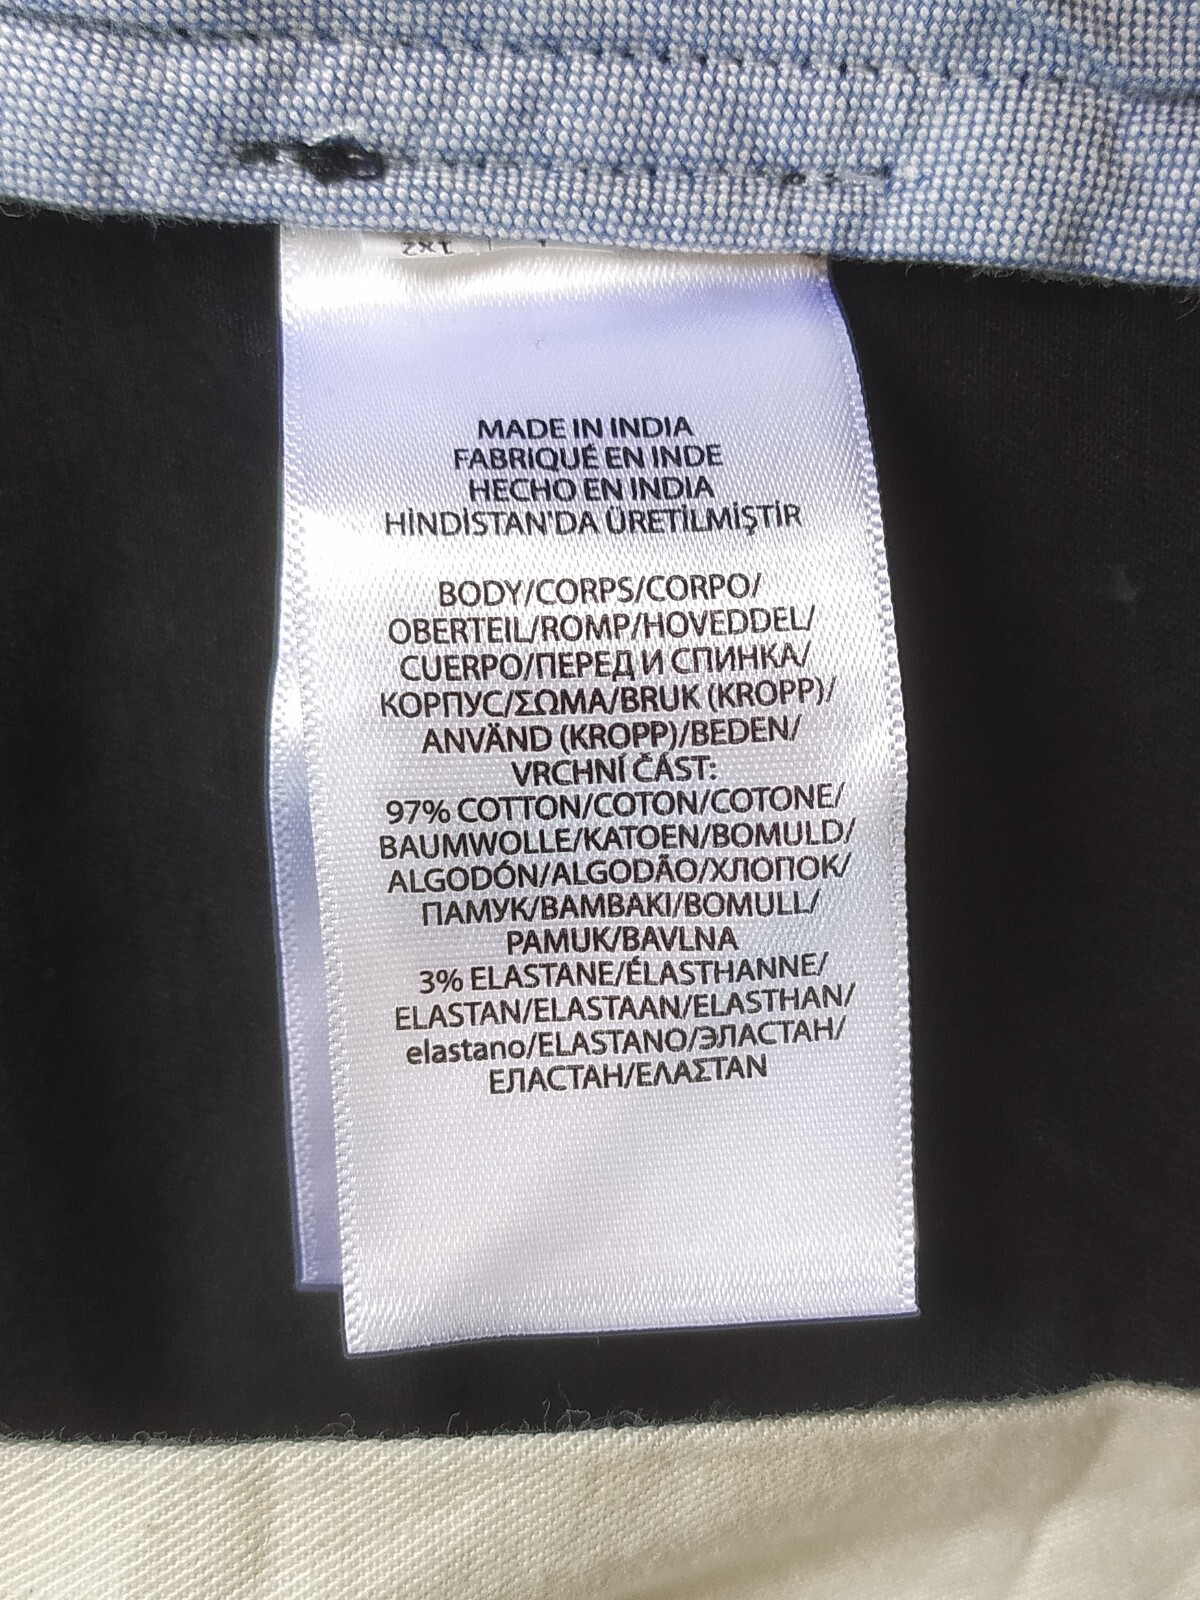 MADE IN INDIA
FABRIQUÉ EN INDE
HECHO EN INDIA
HİNDİSTAN'DA ÜRETİLMİŞTİR
BODY/CORPS/CORPO/
OBERTEIL/ROMP/HOVEDDEL/
CUERPO/ПЕРЕД И СПИНКА/
КОРПУС/ΣΩΜΑ/BRUK (KROPP)/
ANVÄND (KROPP)/BEDEN/
VRCHNÍ ČÁST:
97% COTTON/COTON/COTONE/
BAUMWOLLE/KATOEN/BOMULD/
ALGODÓN/ALGODÃO/ХЛОПОК/
ПАМУК/BAMBAKI/BOMULL/
PAMUK/BAVLNA
3% ELASTANE/ÉLASTHANNE/
ELASTAN/ELASTAAN/ELASTHAN/
elastano/ELASTANO/ЭЛАСТАН/
ЕЛАСТАН/ΕΛΑΣΤΑΝ